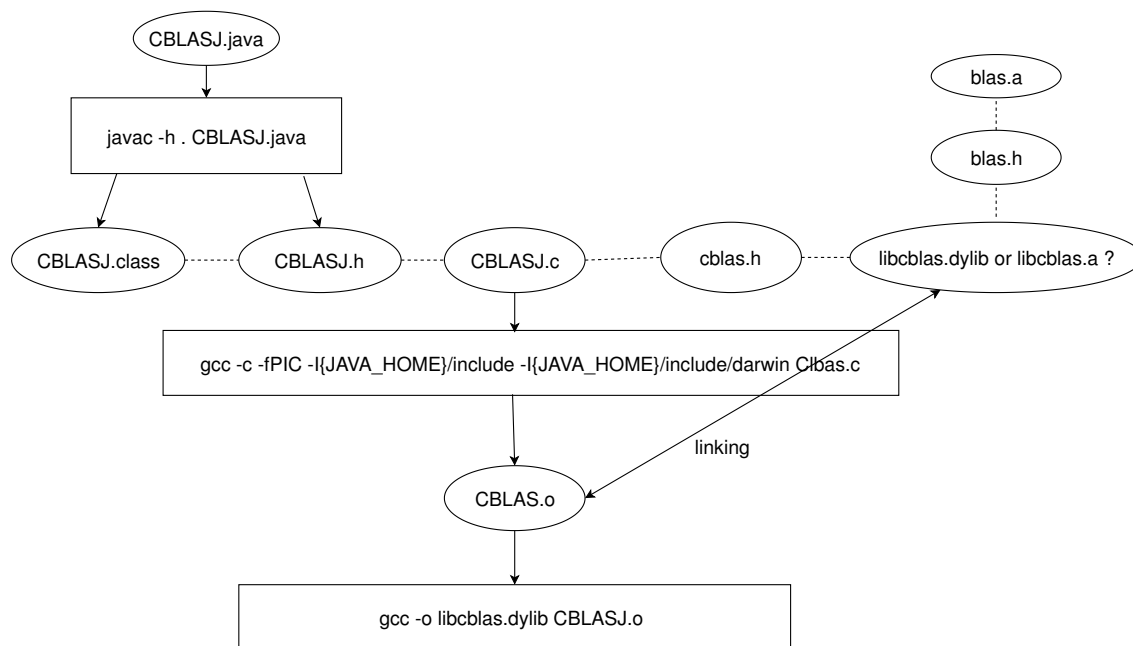 CBLASJ.java
blas.a
javac -h . CBLASJ.java
blas.h
CBLASJ.class
CBLASJ.h
CBLASJ.c
cblas.h
libcblas.dylib or libcblas.a ?
gcc -c -fPIC -I{JAVA_HOME}/include -I{JAVA_HOME}/include/darwin Clbas.c
linking
CBLAS.o
gcc -o libcblas.dylib CBLASJ.o